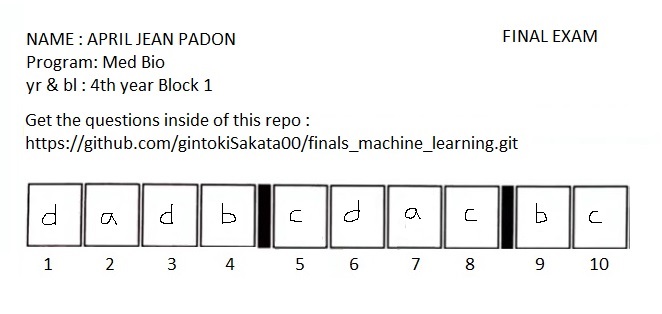 NAME : APRIL JEAN PADON
FINAL EXAM
Program: Med Bio
yr & bl : 4th year Block 1
Get the questions inside of this repo :
https://github.com/gintokiSakata00/finals_machine_learning.git
d a d b c d a c b c
1 2 3 4 5 6 7 8 9 10